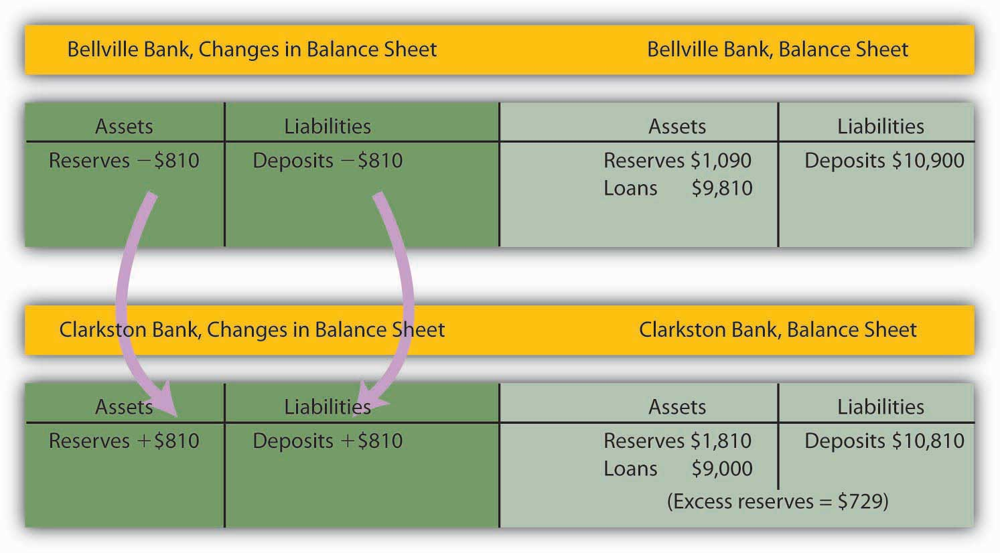 Bellville Bank, Changes in Balance Sheet Bellville Bank, Balance Sheet
Assets Liabilities Assets Liabilities
Reserves −$810 Deposits −$810 Reserves $1,090 Deposits $10,900
Loans $9,810
Clarkston Bank, Changes in Balance Sheet Clarkston Bank, Balance Sheet
Assets Liabilities Assets Liabilities
Reserves +$810 Deposits +$810 Reserves $1,810 Deposits $10,810
Loans $9,000
(Excess reserves = $729)